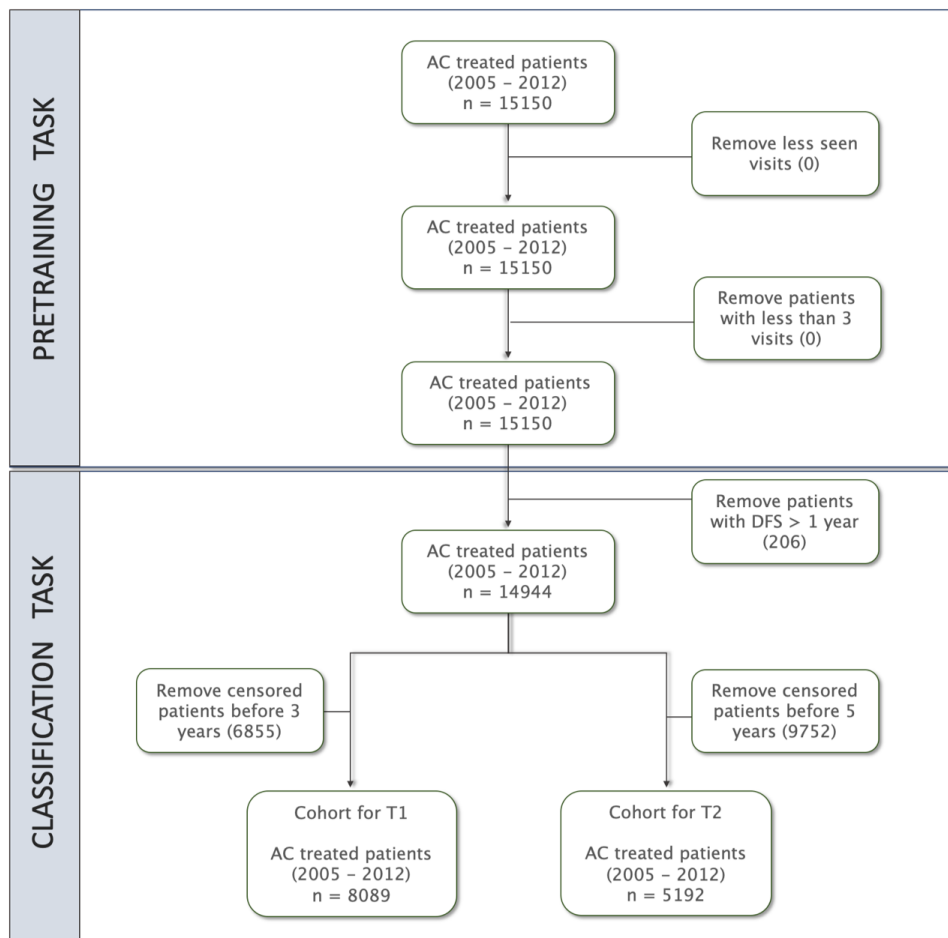 PRETRAINING TASK
AC treated patients
(2005 – 2012)
n = 15150
Remove less seen
visits (0)
AC treated patients
(2005 – 2012)
n = 15150
Remove patients
with less than 3
visits (0)
AC treated patients
(2005 – 2012)
n = 15150
CLASSIFICATION TASK
Remove patients
with DFS > 1 year
(206)
AC treated patients
(2005 – 2012)
n = 14944
Remove censored
patients before 3
years (6855)
Remove censored
patients before 5
years (9752)
Cohort for T1
AC treated patients
(2005 – 2012)
n = 8089
Cohort for T2
AC treated patients
(2005 – 2012)
n = 5192